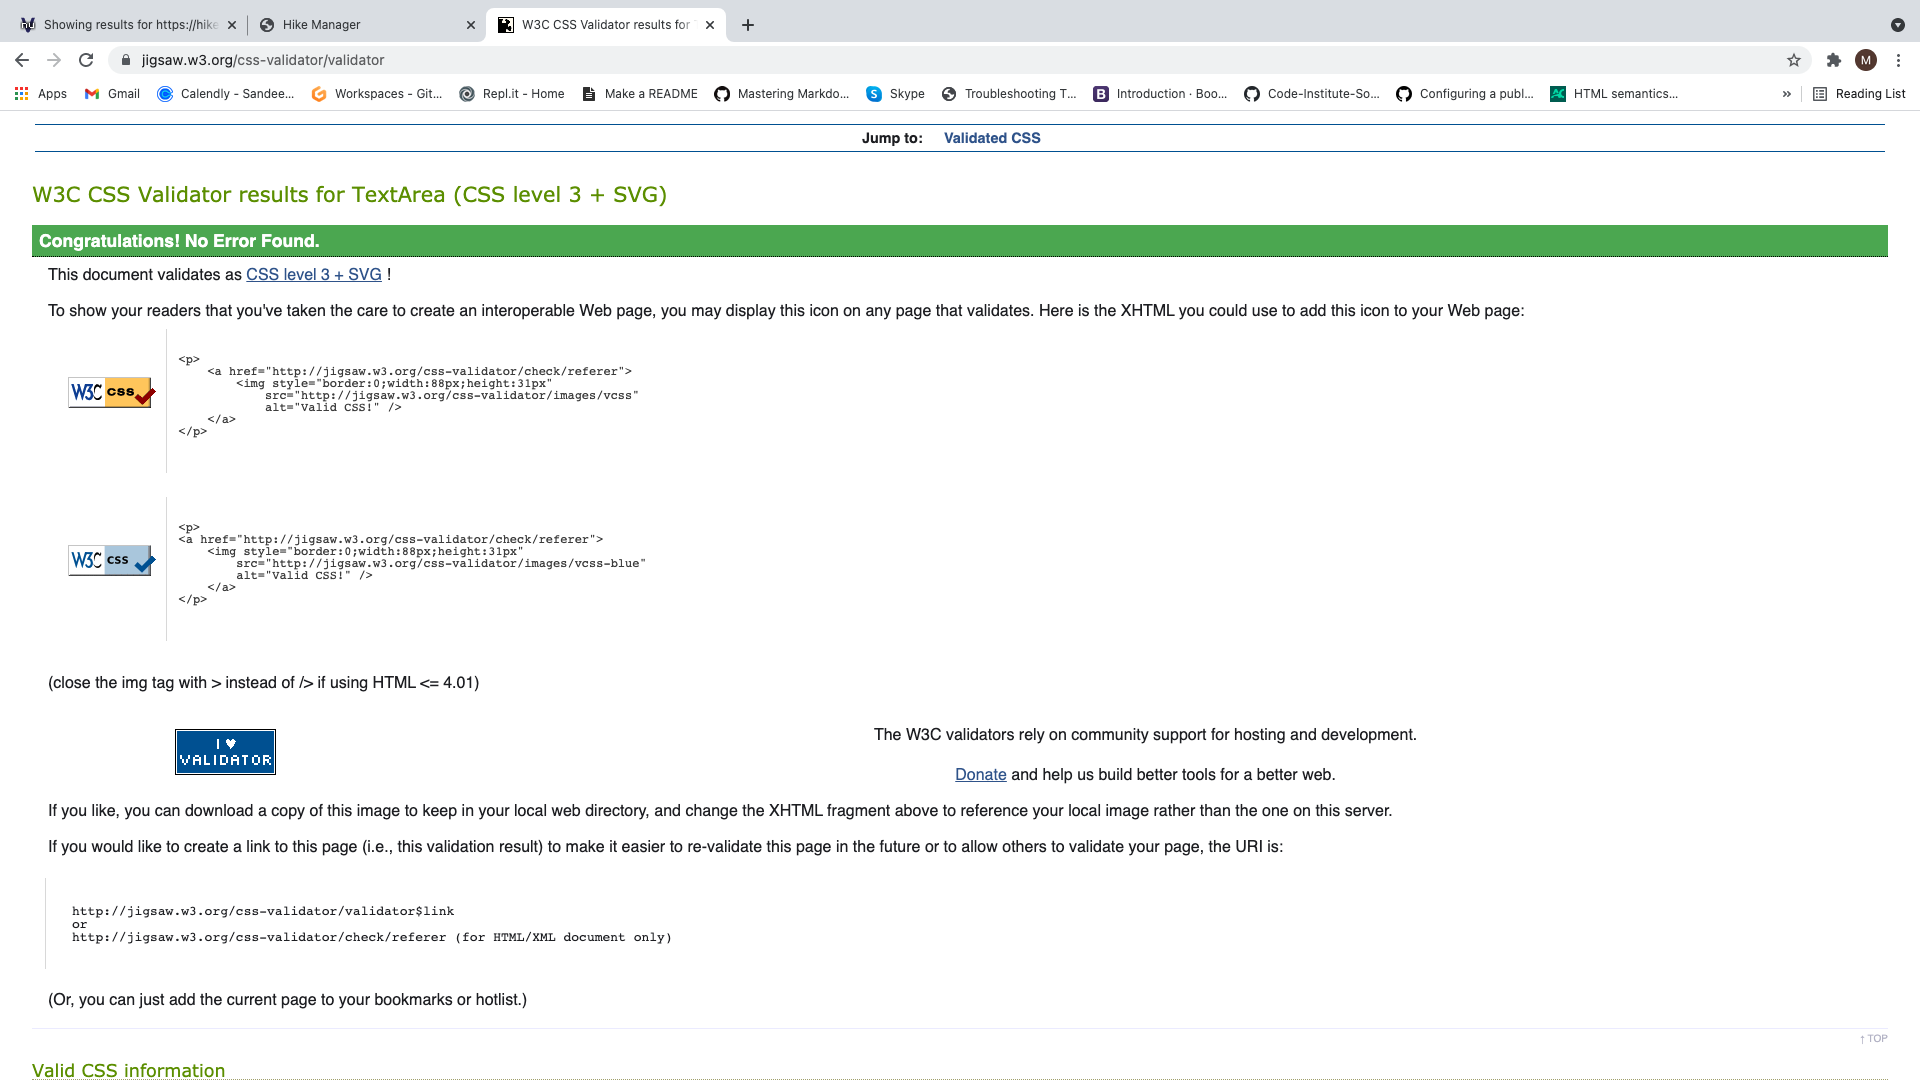 Showing results for https://hike
Hike Manager
W3C CSS Validator results for T
jigsaw.w3.org/css-validator/validator
M
Apps
Gmail
Calendly - Sandee...
Workspaces - Git...
Repl.it - Home
Make a README
Mastering Markdo...
Skype
Troubleshooting T...
Introduction · Boo...
Code-Institute-So...
Configuring a publ...
HTML semantics...
»
Reading List
Jump to: Validated CSS
W3C CSS Validator results for TextArea (CSS level 3 + SVG)
Congratulations! No Error Found.
This document validates as CSS level 3 + SVG !
To show your readers that you've taken the care to create an interoperable Web page, you may display this icon on any page that validates. Here is the XHTML you could use to add this icon to your Web page:
W3C css
<p>
<a href="http://jigsaw.w3.org/css-validator/check/referer">
<img style="border:0;width:88px;height:31px"
src="http://jigsaw.w3.org/css-validator/images/vcss"
alt="Valid CSS!" />
</a>
</p>
W3C css
<p>
<a href="http://jigsaw.w3.org/css-validator/check/referer">
<img style="border:0;width:88px;height:31px"
src="http://jigsaw.w3.org/css-validator/images/vcss-blue"
alt="Valid CSS!" />
</a>
</p>
(close the img tag with > instead of /> if using HTML <= 4.01)
I ♥
VALIDATOR
The W3C validators rely on community support for hosting and development.
Donate and help us build better tools for a better web.
If you like, you can download a copy of this image to keep in your local web directory, and change the XHTML fragment above to reference your local image rather than the one on this server.
If you would like to create a link to this page (i.e., this validation result) to make it easier to re-validate this page in the future or to allow others to validate your page, the URI is:
http://jigsaw.w3.org/css-validator/validator$link
or
http://jigsaw.w3.org/css-validator/check/referer (for HTML/XML document only)
(Or, you can just add the current page to your bookmarks or hotlist.)
↑ TOP
Valid CSS information